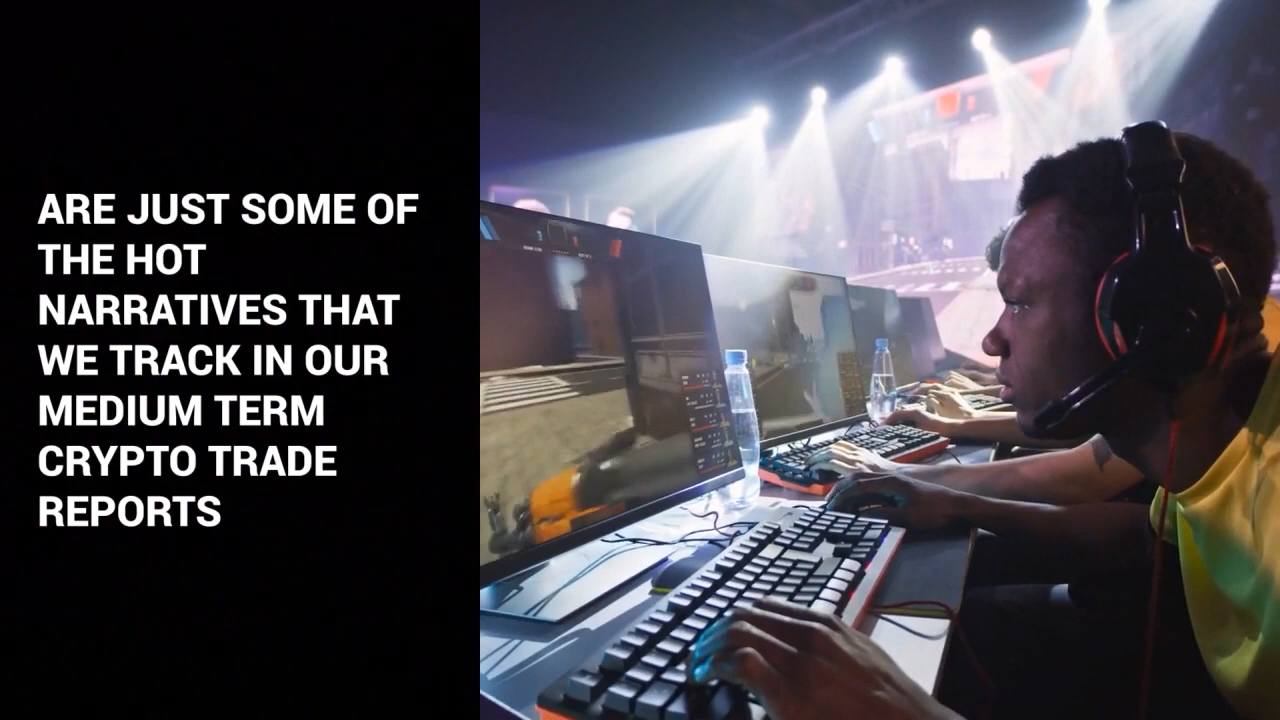 ARE JUST SOME OF
THE HOT
NARRATIVES THAT
WE TRACK IN OUR
MEDIUM TERM
CRYPTO TRADE
REPORTS